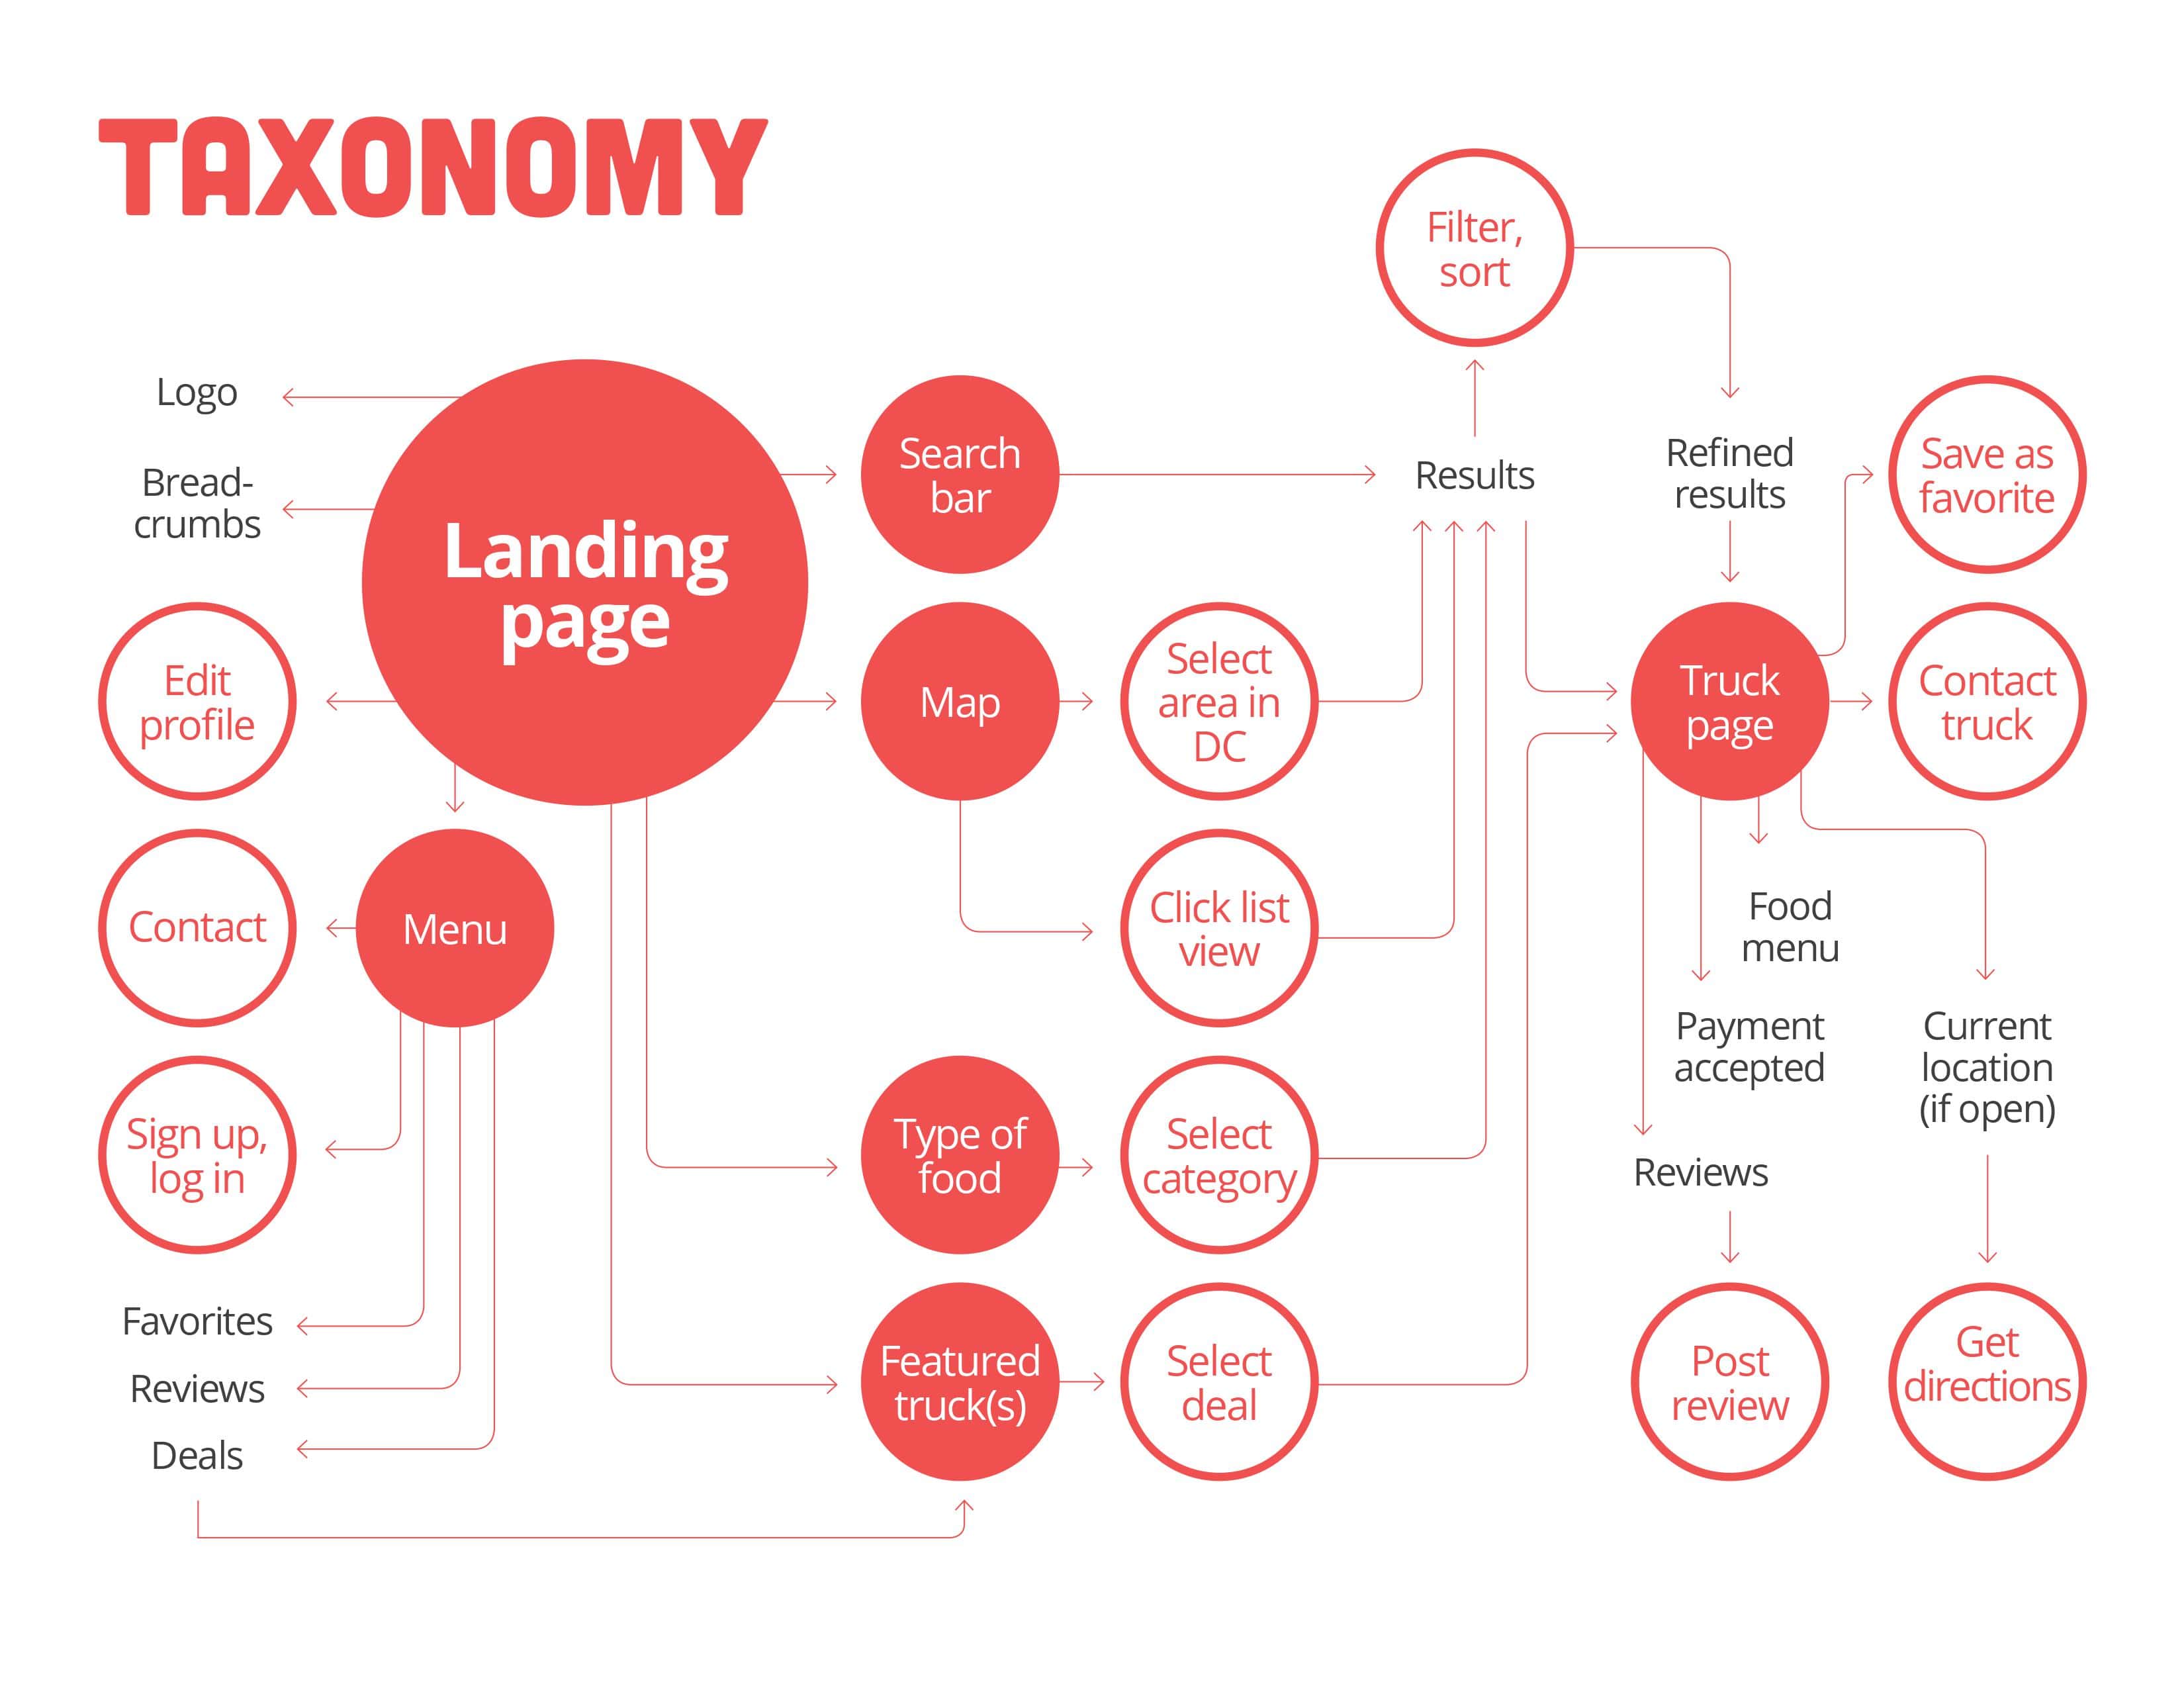 TAXONOMY
Filter,
sort
Logo
Bread-
crumbs
Landing
page
Search
bar
Results
Refined
results
Save as
favorite
Edit
profile
Map
Select
area in
DC
Truck
page
Contact
truck
Contact
Menu
Click list
view
Food
menu
Sign up,
log in
Type of
food
Select
category
Payment
accepted
Current
location
(if open)
Reviews
Favorites
Reviews
Deals
Featured
truck(s)
Select
deal
Post
review
Get
directions